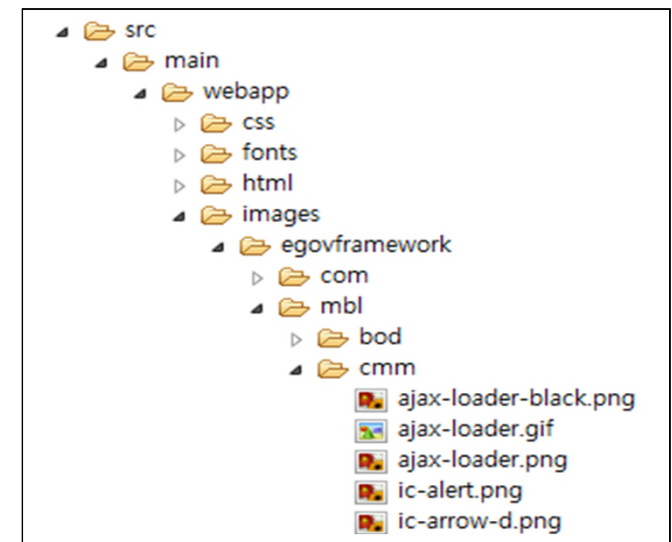 src
main
webapp
css
fonts
html
images
egovframework
com
mbl
bod
cmm
ajax-loader-black.png
ajax-loader.gif
ajax-loader.png
ic-alert.png
ic-arrow-d.png